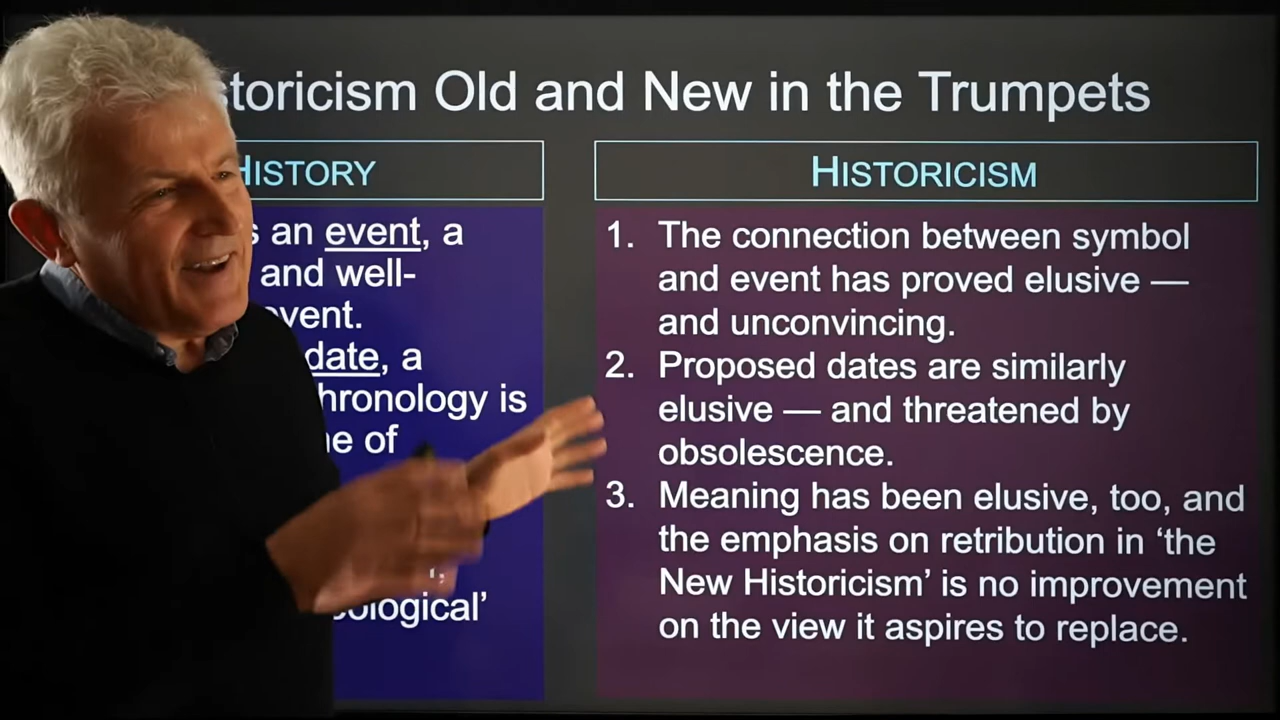 toricism Old and New in the Trumpets
HISTORY
an event, a
and well-
event.
date, a
hronology is
of
ological’
HISTORICISM
1. The connection between symbol
and event has proved elusive —
and unconvincing.
2. Proposed dates are similarly
elusive — and threatened by
obsolescence.
3. Meaning has been elusive, too, and
the emphasis on retribution in ‘the
New Historicism’ is no improvement
on the view it aspires to replace.